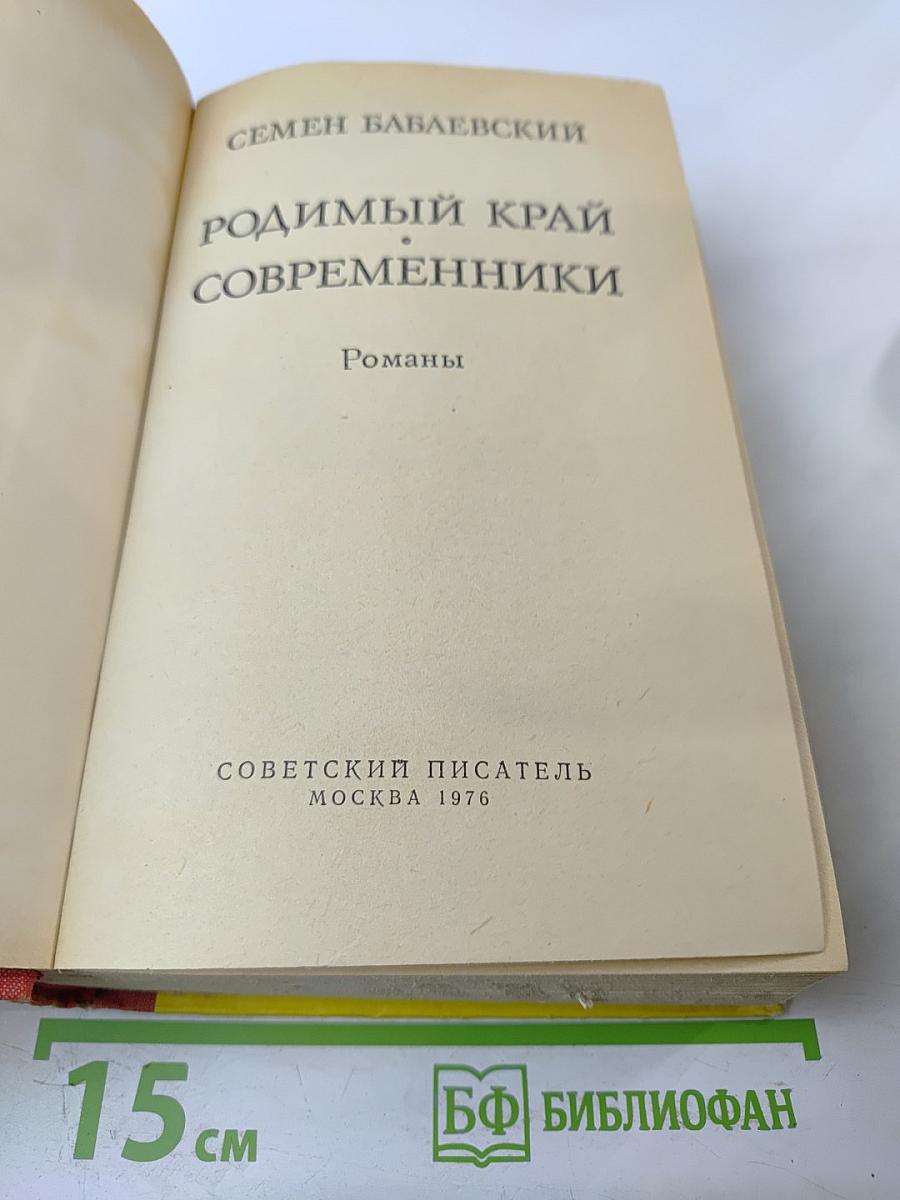 СЕМЕН БАБАЕВСКИЙ
РОДИМЫЙ КРАЙ
•
СОВРЕМЕННИКИ
Романы
СОВЕТСКИЙ ПИСАТЕЛЬ
МОСКВА 1976
15 см
БФ БИБЛИОФАН